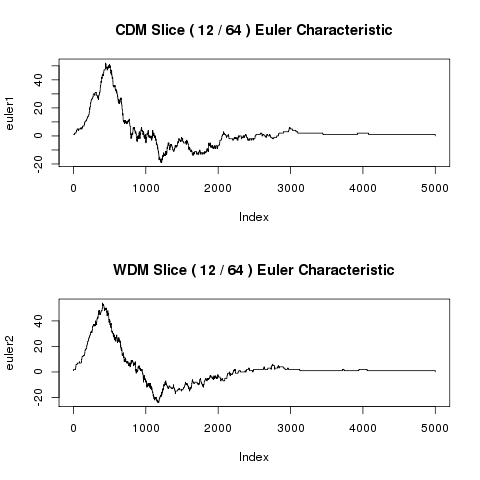 CDM Slice ( 12 / 64 ) Euler Characteristic
euler1
40
20
0
-20
0 1000 2000 3000 4000 5000
Index
WDM Slice ( 12 / 64 ) Euler Characteristic
euler2
40
20
0
-20
0 1000 2000 3000 4000 5000
Index